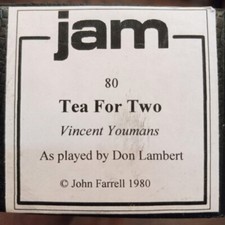 jam
80
Tea For Two
Vincent Youmans
As played by Don Lambert
© John Farrell 1980